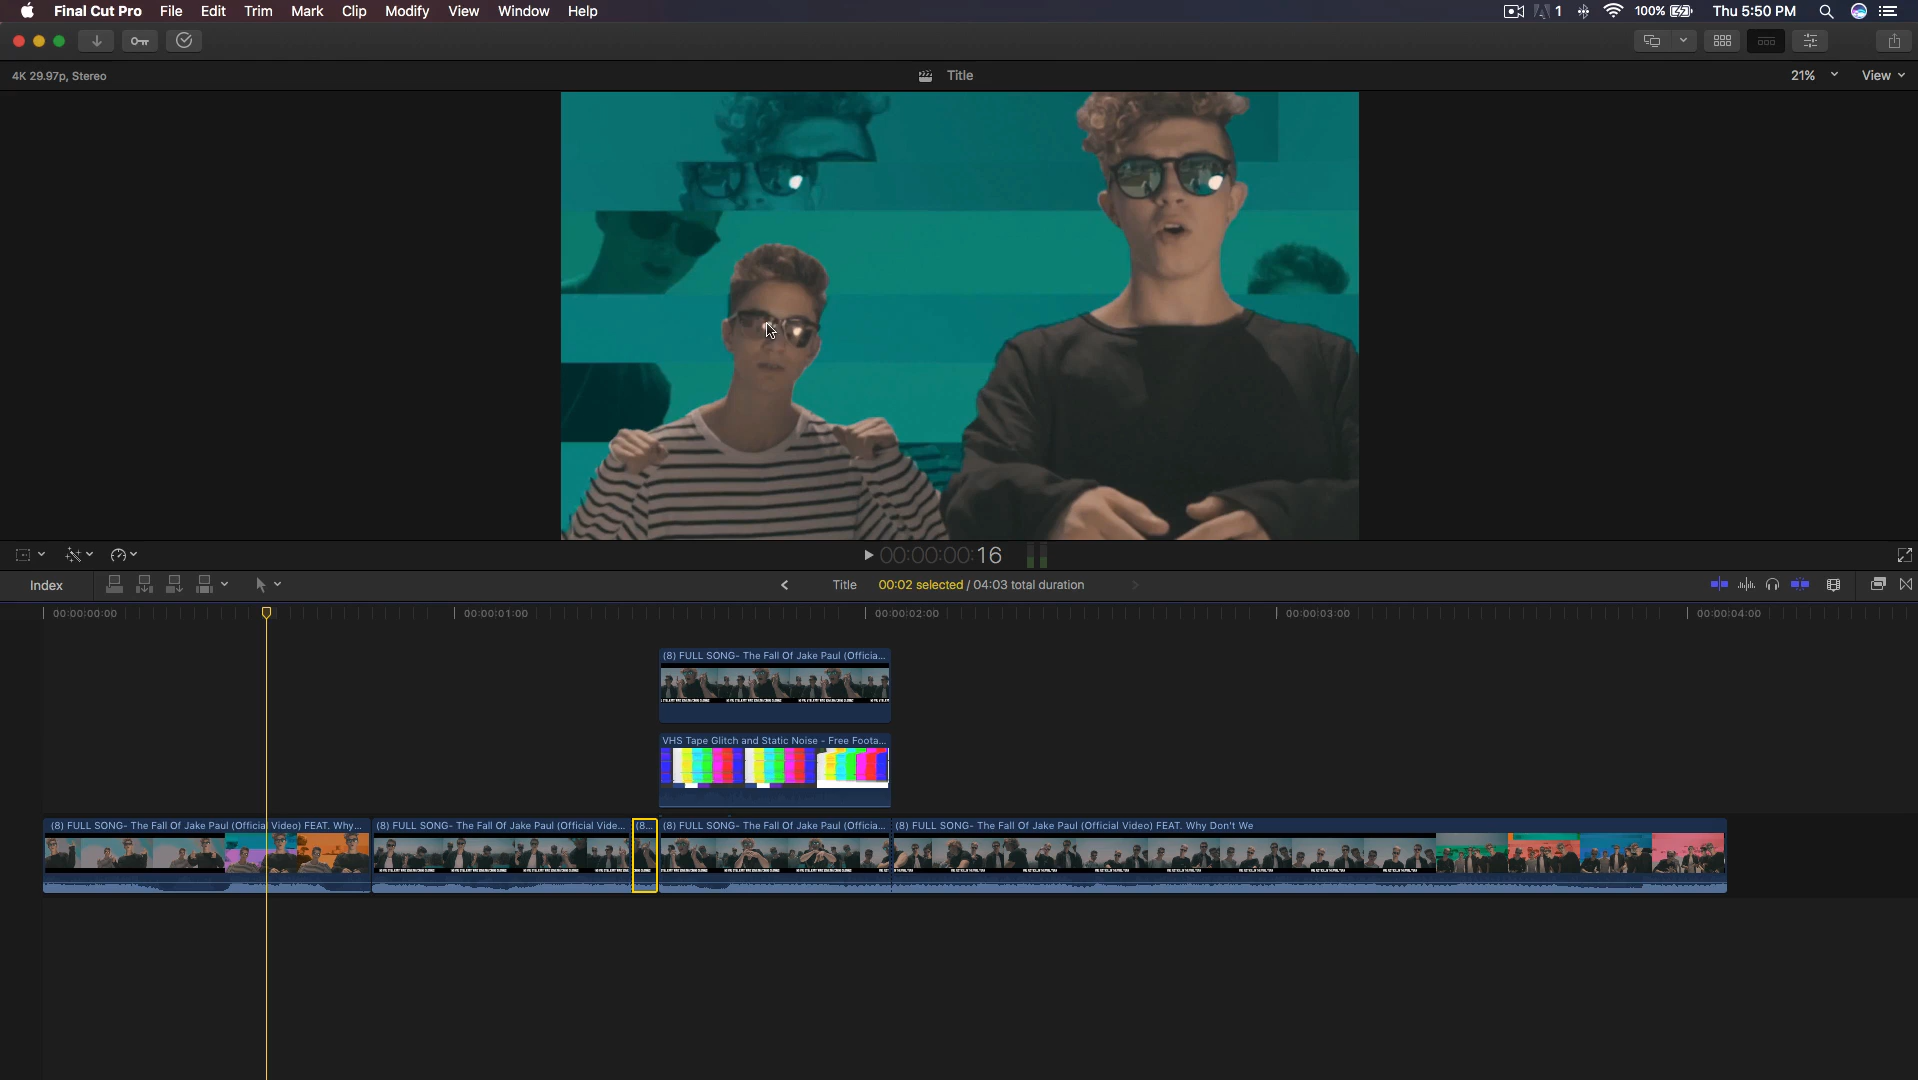 Final Cut Pro File Edit Trim Mark Clip Modify View Window Help 1 100% Thu 5:50 PM
4K 29.97p, Stereo Title 21% View
00:00:00:16
Index Title 00:02 selected / 04:03 total duration
00:00:00:00 00:00:01:00 00:00:02:00 00:00:03:00 00:00:04:00
(8) FULL SONG- The Fall Of Jake Paul (Officia...
VHS Tape Glitch and Static Noise - Free Foota...
(8) FULL SONG- The Fall Of Jake Paul (Official Video) FEAT. Why... (8) FULL SONG- The Fall Of Jake Paul (Official Vide... (8... (8) FULL SONG- The Fall Of Jake Paul (Officia... (8) FULL SONG- The Fall Of Jake Paul (Official Video) FEAT. Why Don't We